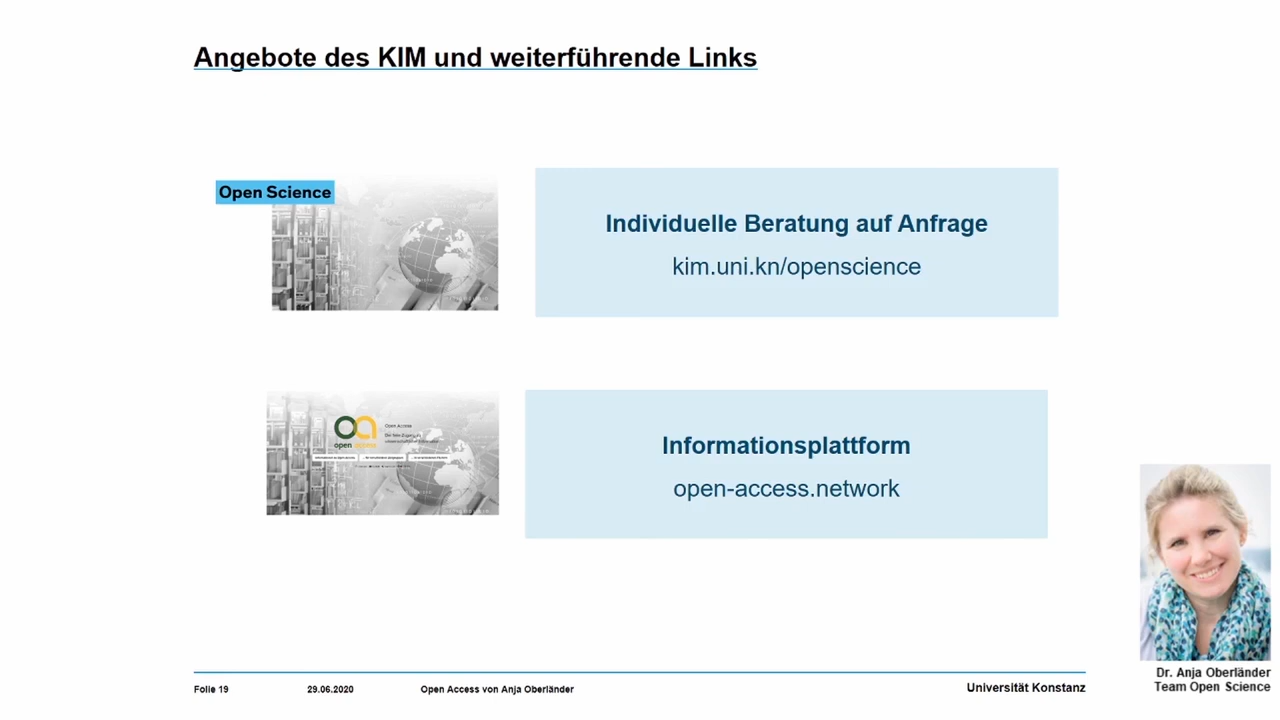 Angebote des KIM und weiterführende Links
Open Science
Individuelle Beratung auf Anfrage
kim.uni.kn/openscience
open access
Open Access
Informationsplattform
open-access.network
Dr. Anja Oberländer
Team Open Science
Folie 19
29.06.2020
Open Access von Anja Oberländer
Universität Konstanz